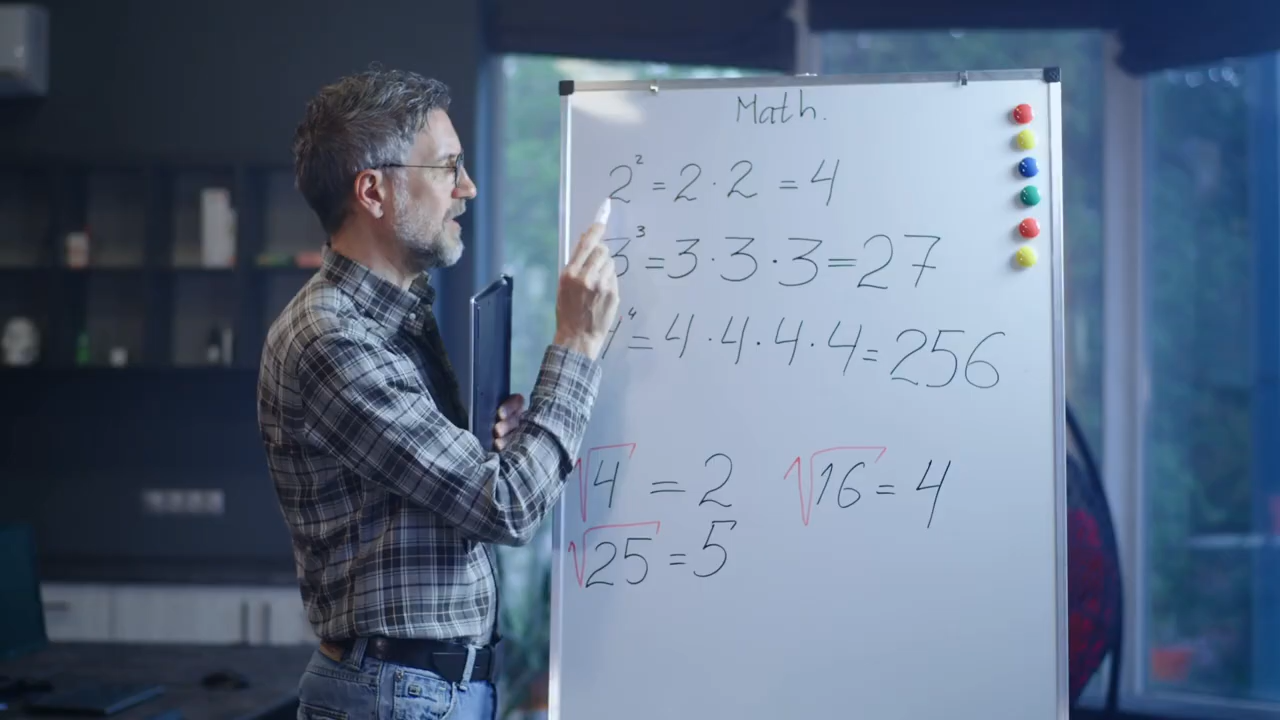 Math.
2² = 2 · 2 = 4
3³ = 3 · 3 · 3 = 27
4⁴ = 4 · 4 · 4 · 4 = 256
√4 = 2 √16 = 4
√25 = 5